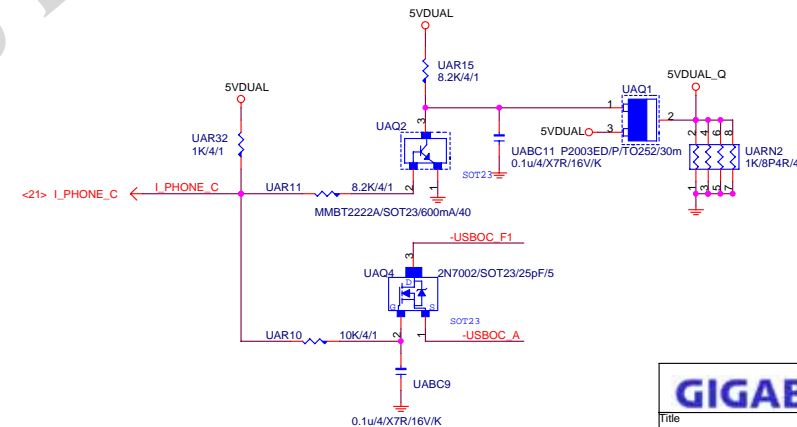 5VDUAL
UAR15
8.2K/4/1
5VDUAL
UAR32
1K/4/1
UAQ2
3
2
1
SOT23
MMBT2222A/SOT23/600mA/40
UABC11
0.1u/4/X7R/16V/K
UAQ1
1
2
3
5VDUAL
P2003ED/P/TO252/30m
5VDUAL_Q
2
4
6
8
1
3
5
7
UARN2
1K/8P4R/4
<21> I_PHONE_C
I_PHONE_C
UAR11
8.2K/4/1
-USBOC_F1
UAQ4
3
2N7002/SOT23/25pF/5
D
G
S
SOT23
2
1
-USBOC_A
UAR10
10K/4/1
UABC9
0.1u/4/X7R/16V/K
GIGAB
Title